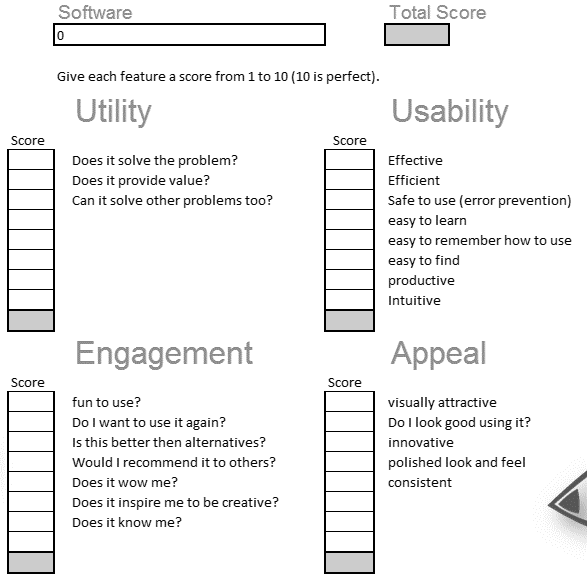 Software Total Score
0
Give each feature a score from 1 to 10 (10 is perfect).
Utility
Score
Does it solve the problem?
Does it provide value?
Can it solve other problems too?
Usability
Score
Effective
Efficient
Safe to use (error prevention)
easy to learn
easy to remember how to use
easy to find
productive
Intuitive
Engagement
Score
fun to use?
Do I want to use it again?
Is this better then alternatives?
Would I recommend it to others?
Does it wow me?
Does it inspire me to be creative?
Does it know me?
Appeal
Score
visually attractive
Do I look good using it?
innovative
polished look and feel
consistent